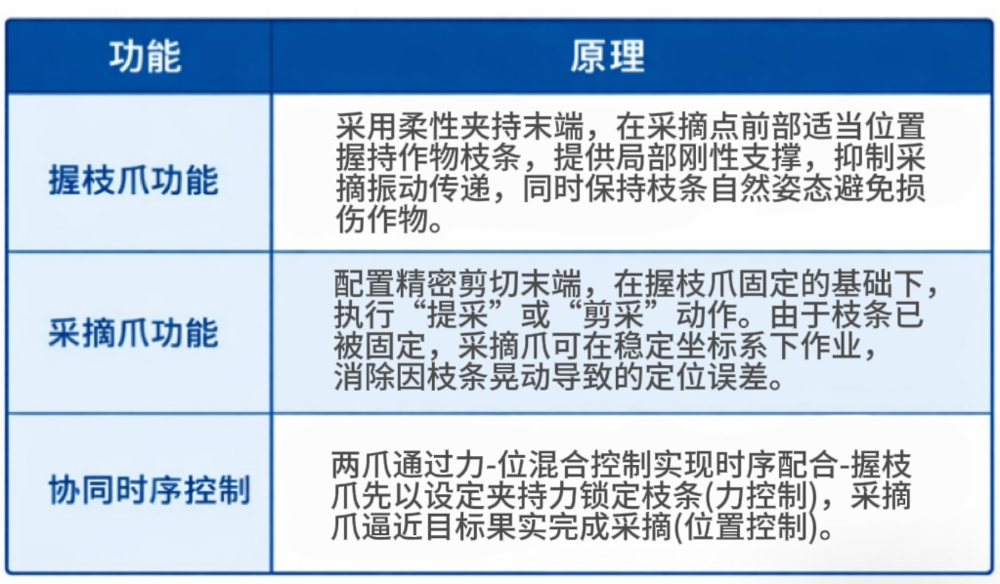 功能
原理
握枝爪功能
采用柔性夹持末端，在采摘点前部适当位置
握持作物枝条，提供局部刚性支撑，抑制采
摘振动传递，同时保持枝条自然姿态避免损
伤作物。
采摘爪功能
配置精密剪切末端，在握枝爪固定的基础下，
执行“提采”或“剪采”动作。由于枝条已
被固定，采摘爪可在稳定坐标系下作业，
消除因枝条晃动导致的定位误差。
协同时序控制
两爪通过力-位混合控制实现时序配合-握枝
爪先以设定夹持力锁定枝条(力控制)，采摘
爪逼近目标果实完成采摘(位置控制)。